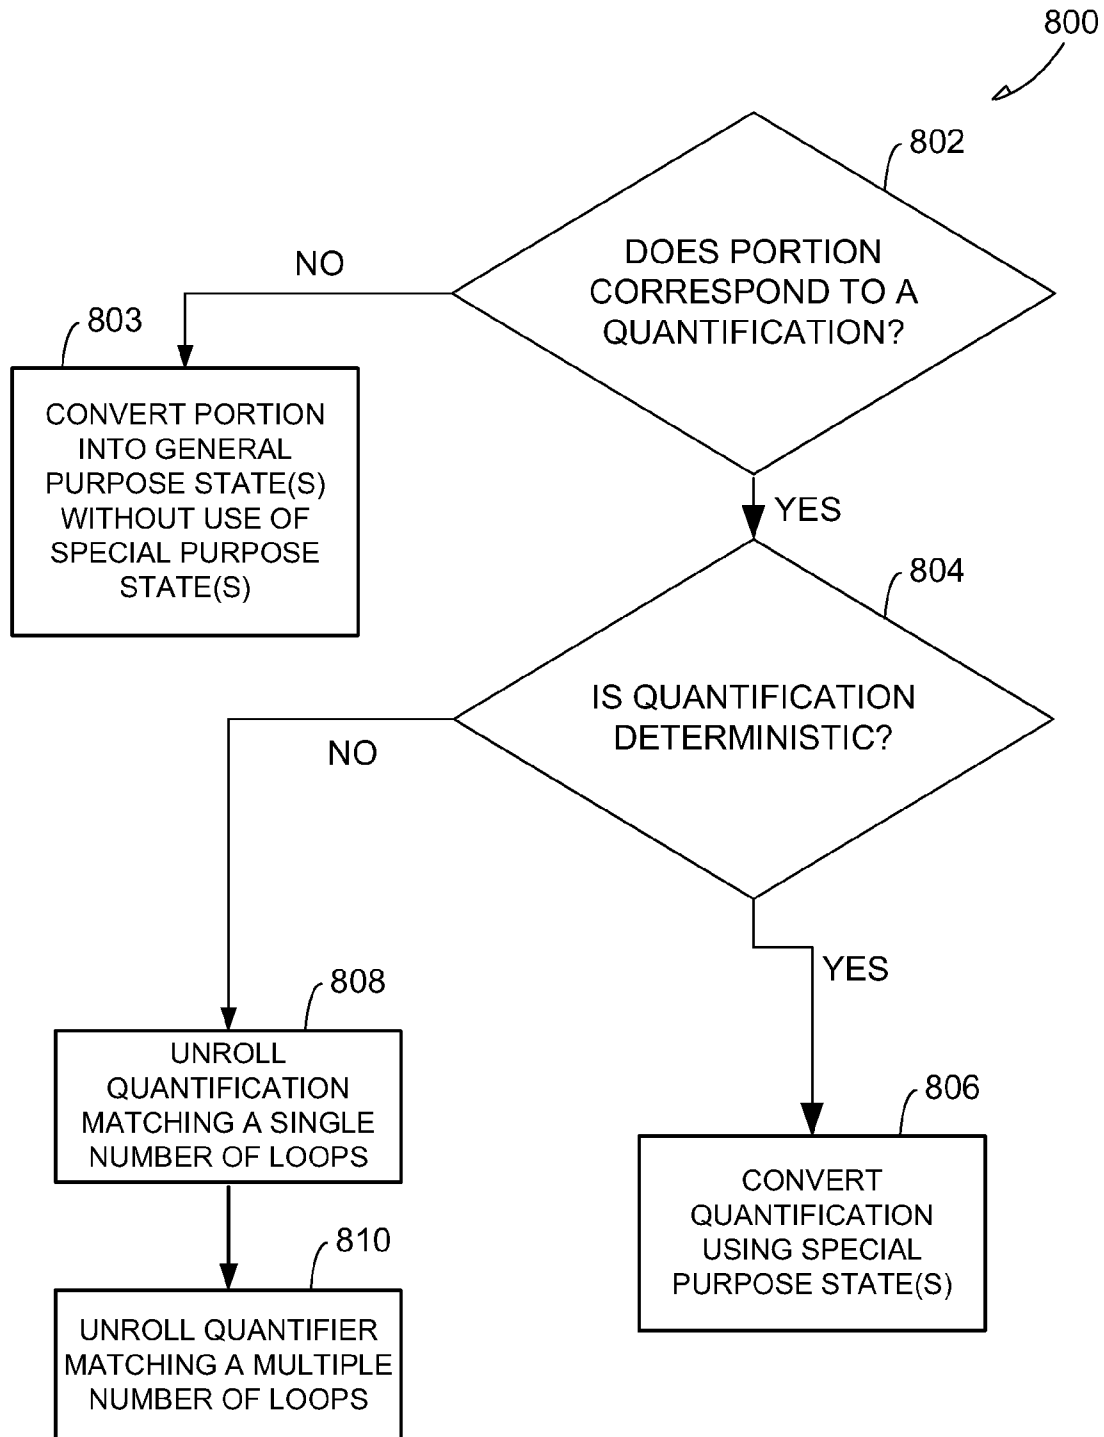 800
802
DOES PORTION
CORRESPOND TO A
QUANTIFICATION?
NO
803
CONVERT PORTION
INTO GENERAL
PURPOSE STATE(S)
WITHOUT USE OF
SPECIAL PURPOSE
STATE(S)
YES
804
IS QUANTIFICATION
DETERMINISTIC?
NO
YES
808
UNROLL
QUANTIFICATION
MATCHING A SINGLE
NUMBER OF LOOPS
806
CONVERT
QUANTIFICATION
USING SPECIAL
PURPOSE STATE(S)
810
UNROLL QUANTIFIER
MATCHING A MULTIPLE
NUMBER OF LOOPS